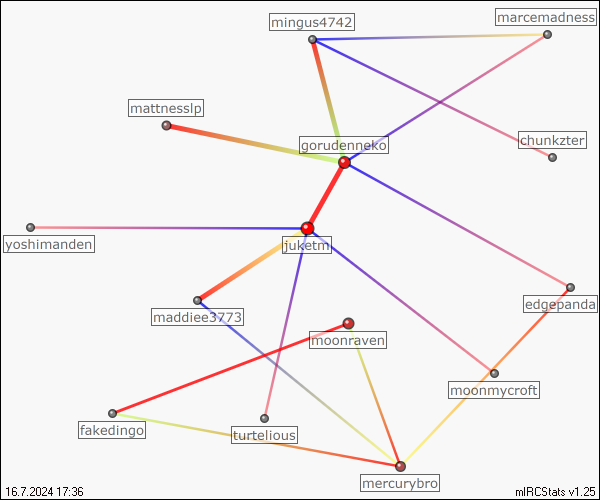 marcemadness
mingus4742
mattnesslp
gorudenneko
chunkzter
yoshimanden
juketm
edgepanda
maddiee3773
moonraven
moonmycroft
fakedingo
turtelious
mercurybro
16.7.2024 17:36
mIRCStats v1.25